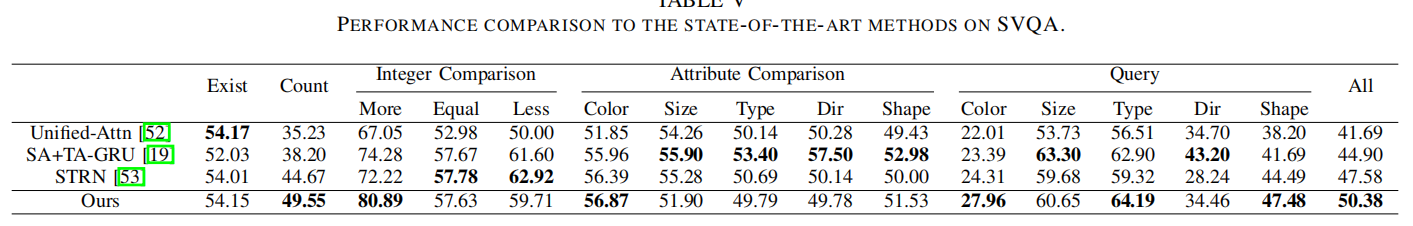 TABLE V
PERFORMANCE COMPARISON TO THE STATE-OF-THE-ART METHODS ON SVQA.
Exist Count Integer Comparison Attribute Comparison Query All
More Equal Less Color Size Type Dir Shape Color Size Type Dir Shape
Unified-Attn [52] 54.17 35.23 67.05 52.98 50.00 51.85 54.26 50.14 50.28 49.43 22.01 53.73 56.51 34.70 38.20 41.69
SA+TA-GRU [19] 52.03 38.20 74.28 57.67 61.60 55.96 55.90 53.40 57.50 52.98 23.39 63.30 62.90 43.20 41.69 44.90
STRN [53] 54.01 44.67 72.22 57.78 62.92 56.39 55.28 50.69 50.14 50.00 24.31 59.68 59.32 28.24 44.49 47.58
Ours 54.15 49.55 80.89 57.63 59.71 56.87 51.90 49.79 49.78 51.53 27.96 60.65 64.19 34.46 47.48 50.38